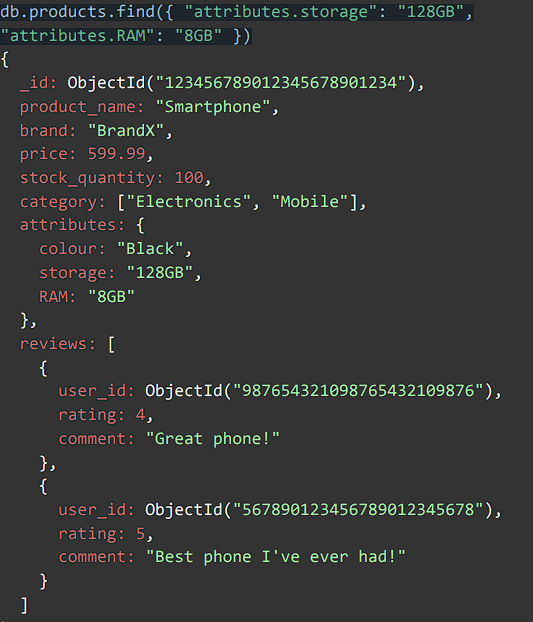 db.products.find({ "attributes.storage": "128GB",
"attributes.RAM": "8GB" })
{
  _id: ObjectId("123456789012345678901234"),
  product_name: "Smartphone",
  brand: "BrandX",
  price: 599.99,
  stock_quantity: 100,
  category: ["Electronics", "Mobile"],
  attributes: {
    colour: "Black",
    storage: "128GB",
    RAM: "8GB"
  },
  reviews: [
    {
      user_id: ObjectId("987654321098765432109876"),
      rating: 4,
      comment: "Great phone!"
    },
    {
      user_id: ObjectId("567890123456789012345678"),
      rating: 5,
      comment: "Best phone I've ever had!"
    }
  ]